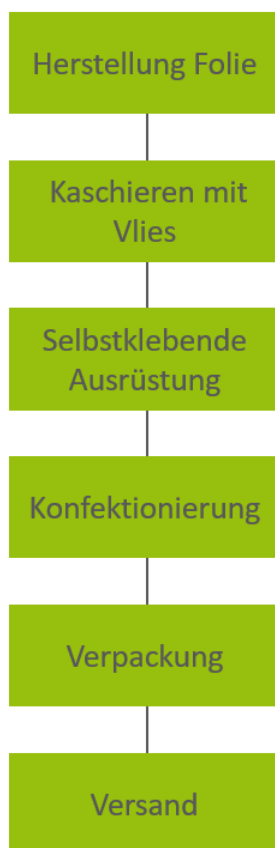 Herstellung Folie
Kaschieren mit
Vlies
Selbstklebende
Ausrüstung
Konfektionierung
Verpackung
Versand